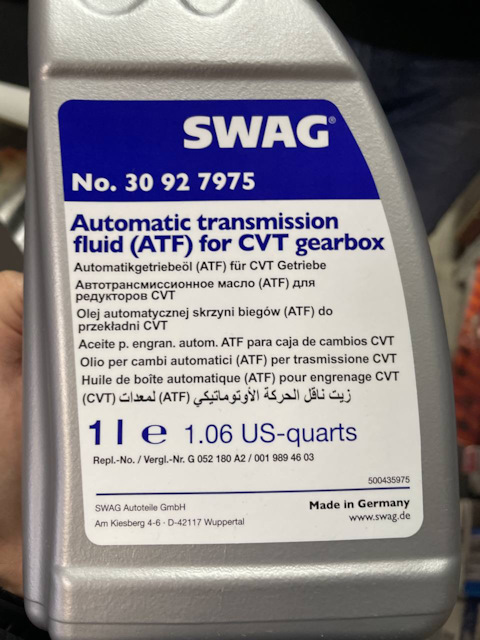 SWAG®
No. 30 92 7975
Automatic transmission
fluid (ATF) for CVT gearbox
Automatikgetriebeöl (ATF) für CVT Getriebe
Автотрансмиссионное масло (ATF) для
редукторов CVT
Olej automatycznej skrzyni biegów (ATF) do
przekładni CVT
Aceite p. engran. autom. ATF para caja de cambios CVT
Olio per cambi automatici (ATF) per trasmissione CVT
Huile de boîte automatique (ATF) pour engrenage CVT
زيت ناقل الحركة الأوتوماتيكي (ATF) لمعدات (CVT)
1 l e 1.06 US-quarts
Repl.-No. / Vergl.-Nr. G 052 180 A2 / 001 989 46 03
500435975
SWAG Autoteile GmbH
Am Kiesberg 4-6 · D-42117 Wuppertal
Made in Germany
www.swag.de